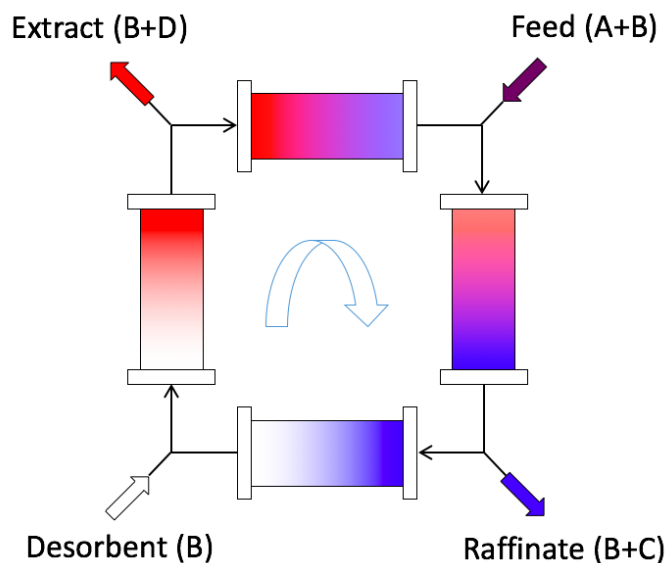 Extract (B+D)
Feed (A+B)
Desorbent (B)
Raffinate (B+C)